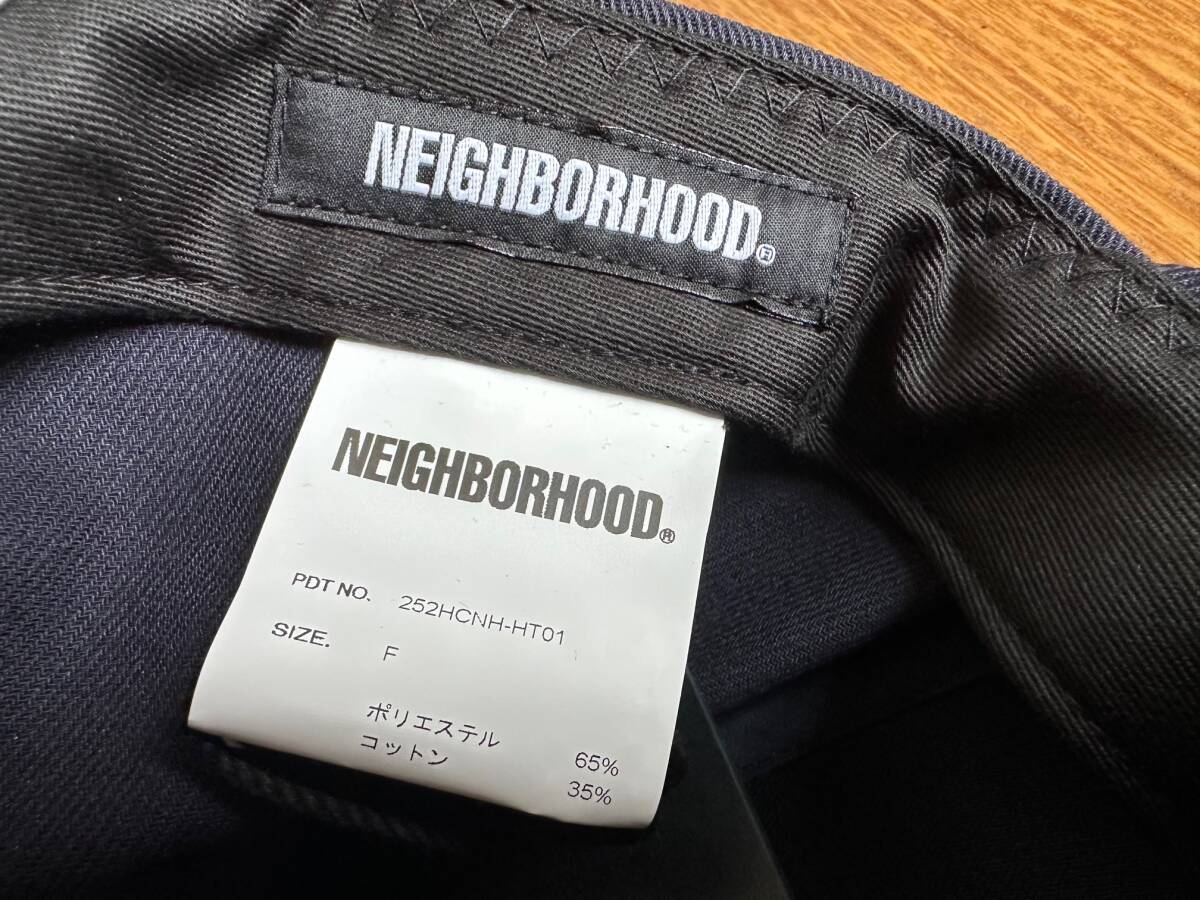 NEIGHBORHOOD®
NEIGHBORHOOD®
PDT NO. 252HCNH-HT01
SIZE. F
ポリエステル 65%
コットン 35%